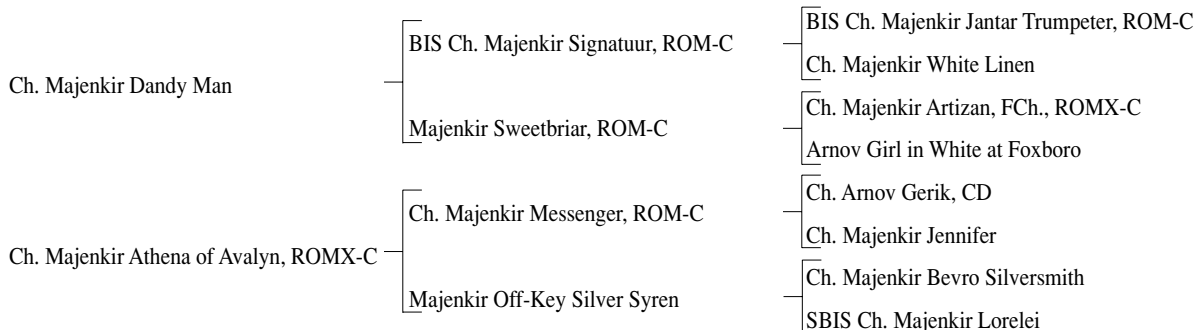 BIS Ch. Majenkir Jantar Trumpeter, ROM-C
BIS Ch. Majenkir Signatuur, ROM-C
Ch. Majenkir White Linen
Ch. Majenkir Dandy Man
Ch. Majenkir Artizan, FCh., ROMX-C
Majenkir Sweetbriar, ROM-C
Arnov Girl in White at Foxboro
Ch. Arnov Gerik, CD
Ch. Majenkir Messenger, ROM-C
Ch. Majenkir Jennifer
Ch. Majenkir Athena of Avalyn, ROMX-C
Ch. Majenkir Bevro Silversmith
Majenkir Off-Key Silver Syren
SBIS Ch. Majenkir Lorelei